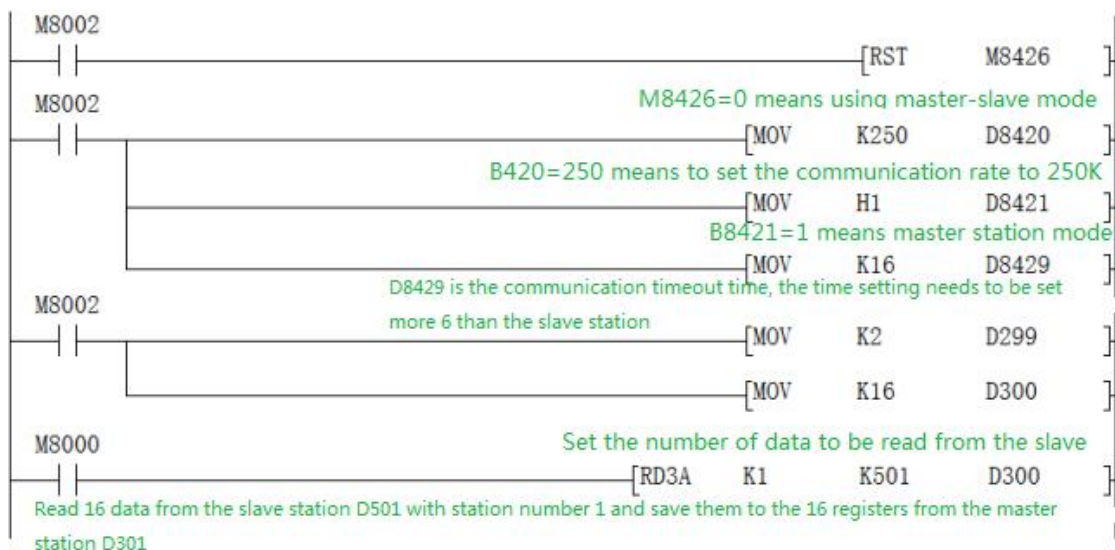 M8002
[RST M8426 ]
M8426=0 means using master-slave mode
M8002
[MOV K250 D8420 ]
B420=250 means to set the communication rate to 250K
[MOV H1 D8421 ]
B8421=1 means master station mode
[MOV K16 D8429 ]
D8429 is the communication timeout time, the time setting needs to be set
more 6 than the slave station
M8002
[MOV K2 D299 ]
[MOV K16 D300 ]
Set the number of data to be read from the slave
M8000
[RD3A K1 K501 D300 ]
Read 16 data from the slave station D501 with station number 1 and save them to the 16 registers from the master
station D301